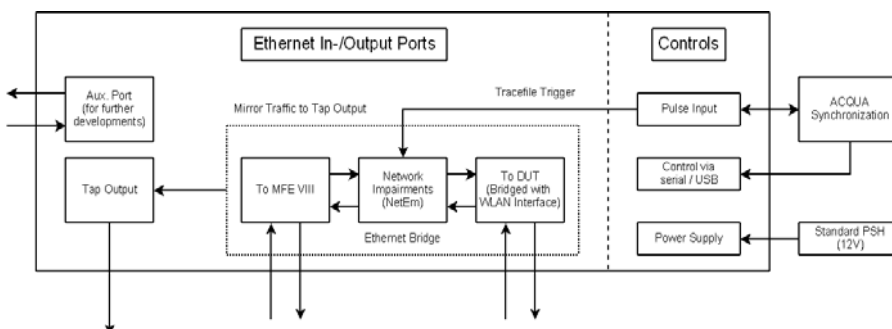 Ethernet In-/Output Ports
Controls
Aux. Port
(for further
developments)
Mirror Traffic to Tap Output
Tracefile Trigger
Pulse Input
ACQUA
Synchronization
Tap Output
To MFE VIII
Network
Impairments
(NetEm)
To DUT
(Bridged with
WLAN Interface)
Control via
serial / USB
Ethernet Bridge
Power Supply
Standard PSH
(12V)